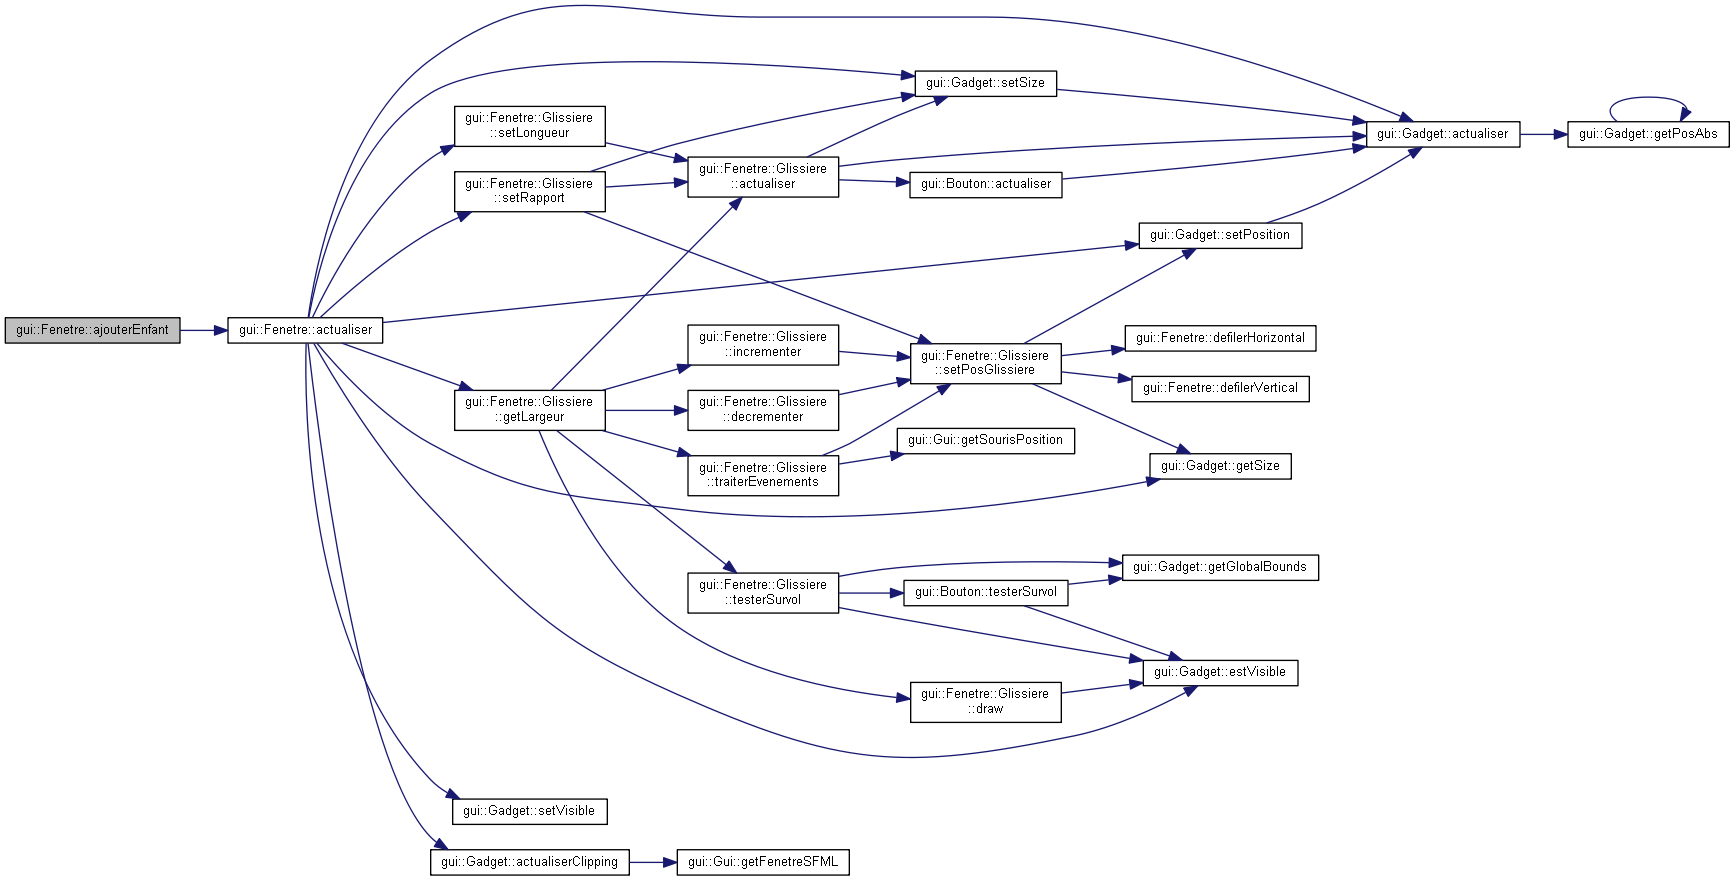 gui::Fenetre::ajouterEnfant
gui::Fenetre::actualiser
gui::Fenetre::Glissiere
::setLongueur
gui::Fenetre::Glissiere
::setRapport
gui::Fenetre::Glissiere
::getLargeur
gui::Gadget::setVisible
gui::Gadget::actualiserClipping
gui::Fenetre::Glissiere
::actualiser
gui::Fenetre::Glissiere
::incrementer
gui::Fenetre::Glissiere
::decrementer
gui::Fenetre::Glissiere
::traiterEvenements
gui::Fenetre::Glissiere
::testerSurvol
gui::Gui::getFenetreSFML
gui::Gadget::setSize
gui::Bouton::actualiser
gui::Fenetre::Glissiere
::setPosGlissiere
gui::Gui::getSourisPosition
gui::Bouton::testerSurvol
gui::Fenetre::Glissiere
::draw
gui::Gadget::setPosition
gui::Fenetre::defilerHorizontal
gui::Fenetre::defilerVertical
gui::Gadget::getSize
gui::Gadget::getGlobalBounds
gui::Gadget::estVisible
gui::Gadget::actualiser
gui::Gadget::getPosAbs